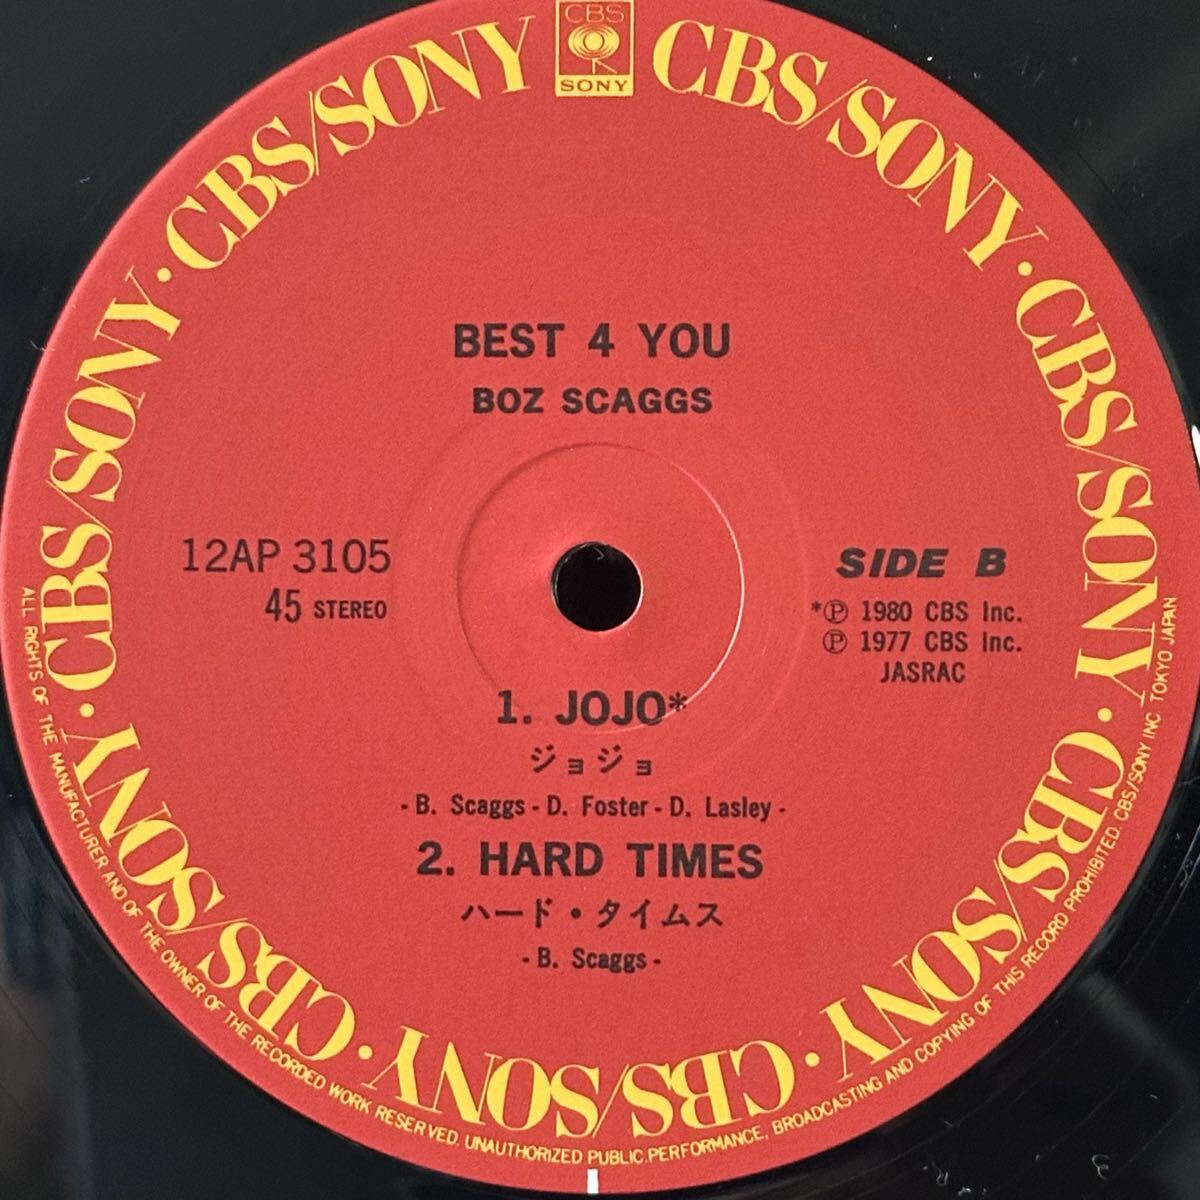 CBS
SONY
CBS/SONY · CBS/SONY · CBS/SONY · CBS/SONY · CBS/SONY · CBS/SONY · CBS/SONY · CBS/SONY
BEST 4 YOU
BOZ SCAGGS
12AP 3105
45 STEREO
SIDE B
*Ⓟ 1980 CBS Inc.
Ⓟ 1977 CBS Inc.
JASRAC
1. JOJO*
ジョジョ
- B. Scaggs - D. Foster - D. Lasley -
2. HARD TIMES
ハード・タイムス
- B. Scaggs -
ALL RIGHTS OF THE MANUFACTURER AND OF THE OWNER OF THE RECORDED WORK RESERVED. UNAUTHORIZED PUBLIC PERFORMANCE, BROADCASTING AND COPYING OF THIS RECORD PROHIBITED. CBS/SONY INC TOKYO JAPAN